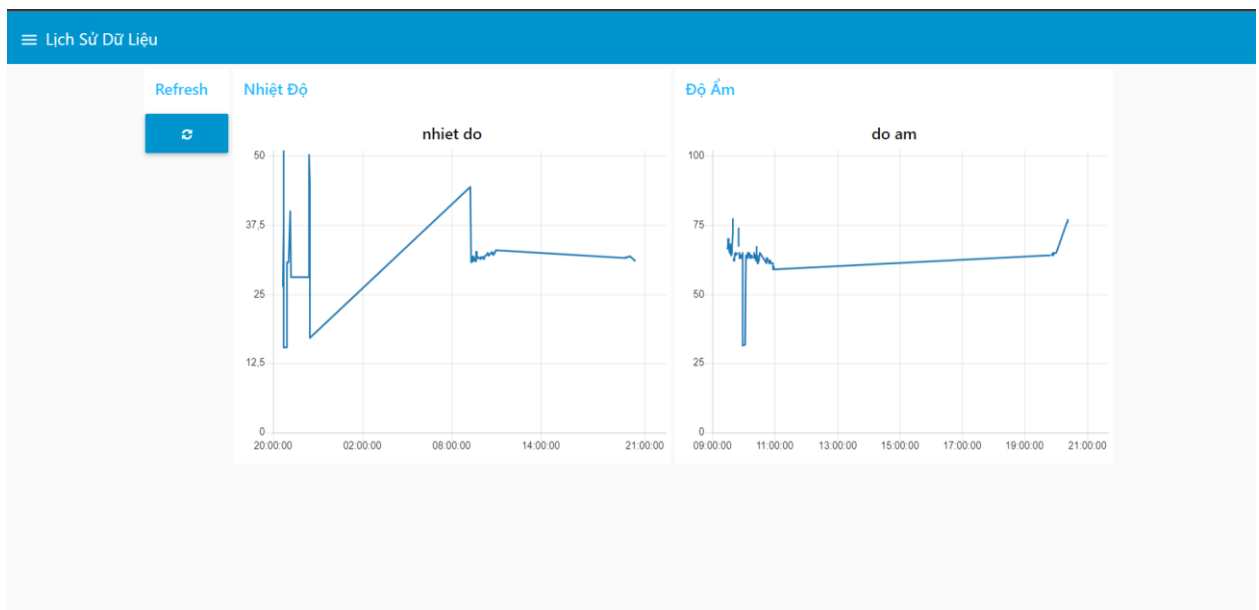 Lịch Sử Dữ Liệu
Refresh
Nhiệt Độ
nhiet do
50
37,5
25
12,5
0
20:00:00 02:00:00 08:00:00 14:00:00 21:00:00
Độ Ẩm
do am
100
75
50
25
0
09:00:00 11:00:00 13:00:00 15:00:00 17:00:00 19:00:00 21:00:00